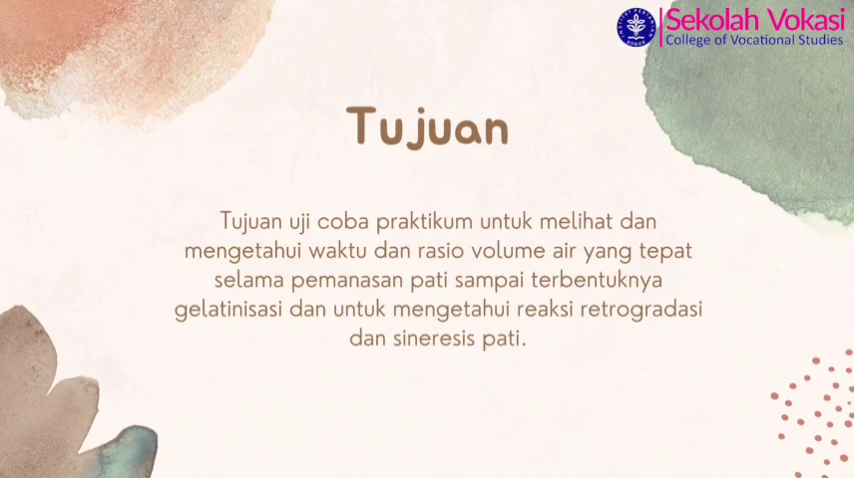 Sekolah Vokasi
College of Vocational Studies
Tujuan
Tujuan uji coba praktikum untuk melihat dan
mengetahui waktu dan rasio volume air yang tepat
selama pemanasan pati sampai terbentuknya
gelatinisasi dan untuk mengetahui reaksi retrogradasi
dan sineresis pati.